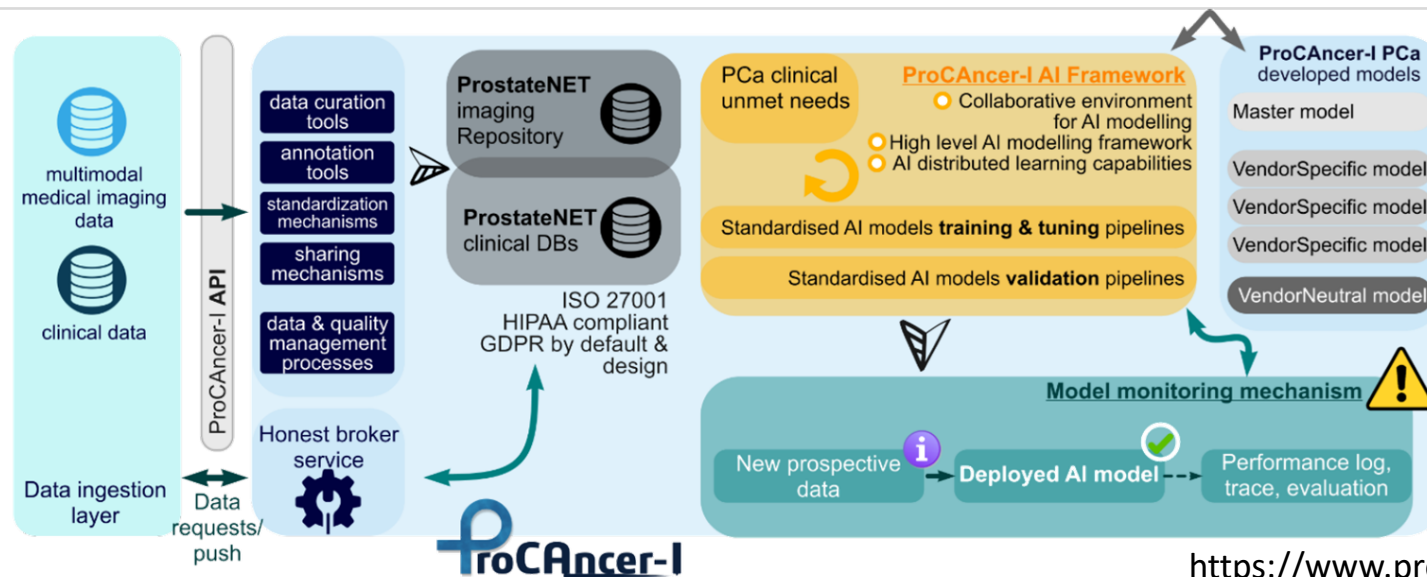 multimodal
medical imaging
data
clinical data
Data ingestion
layer
ProCAncer-I API
Data
requests/
push
data curation
tools
annotation
tools
standardization
mechanisms
sharing
mechanisms
data & quality
management
processes
Honest broker
service
ProstateNET
imaging
Repository
ProstateNET
clinical DBs
ISO 27001
HIPAA compliant
GDPR by default &
design
ProCAncer-I
PCa clinical
unmet needs
ProCAncer-I AI Framework
Collaborative environment
for AI modelling
High level AI modelling framework
AI distributed learning capabilities
Standardised AI models training & tuning pipelines
Standardised AI models validation pipelines
ProCAncer-I PCa
developed models
Master model
VendorSpecific model
VendorSpecific model
VendorSpecific model
VendorNeutral model
Model monitoring mechanism
New prospective
data
i
Deployed AI model
Performance log,
trace, evaluation
https://www.pro